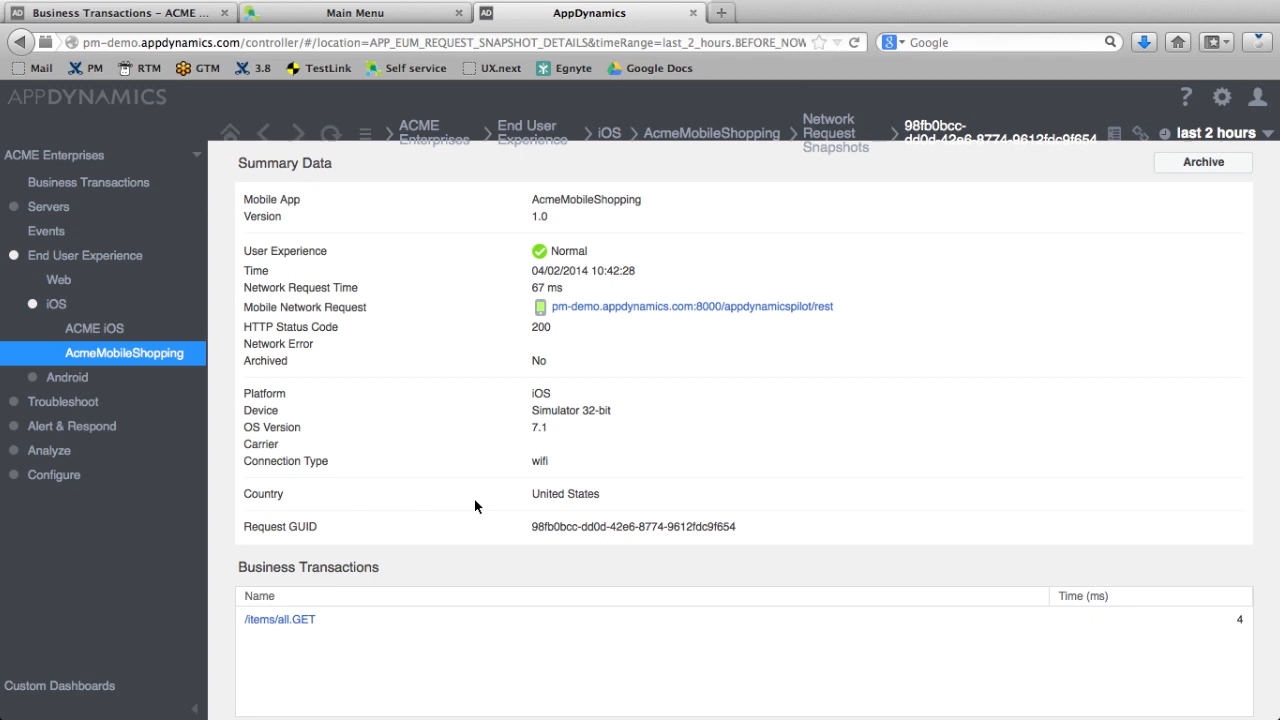 Business Transactions – ACME ...
Main Menu
AppDynamics
pm-demo.appdynamics.com/controller/#/location=APP_EUM_REQUEST_SNAPSHOT_DETAILS&timeRange=last_2_hours.BEFORE_NOW
Google
Mail PM RTM GTM 3.8 TestLink Self service UX.next Egnyte Google Docs
APPDYNAMICS
ACME Enterprises
End User Experience
iOS
AcmeMobileShopping
Network Request Snapshots
98fb0bcc-
dd0d-42e6-8774-9612fdc9f654
last 2 hours
ACME Enterprises
Business Transactions
Servers
Events
End User Experience
Web
iOS
ACME iOS
AcmeMobileShopping
Android
Troubleshoot
Alert & Respond
Analyze
Configure
Custom Dashboards
Summary Data
Archive
Mobile App AcmeMobileShopping
Version 1.0
User Experience Normal
Time 04/02/2014 10:42:28
Network Request Time 67 ms
Mobile Network Request pm-demo.appdynamics.com:8000/appdynamicspilot/rest
HTTP Status Code 200
Network Error
Archived No
Platform iOS
Device Simulator 32-bit
OS Version 7.1
Carrier
Connection Type wifi
Country United States
Request GUID 98fb0bcc-dd0d-42e6-8774-9612fdc9f654
Business Transactions
Name Time (ms)
/items/all.GET 4